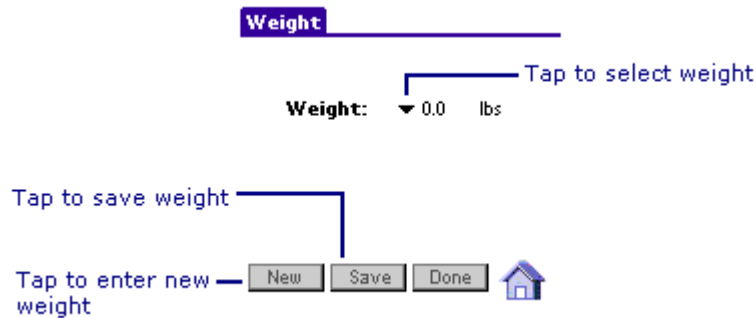 Weight
Tap to select weight
Weight: 0.0 lbs
Tap to save weight
Tap to enter new
weight
New Save Done